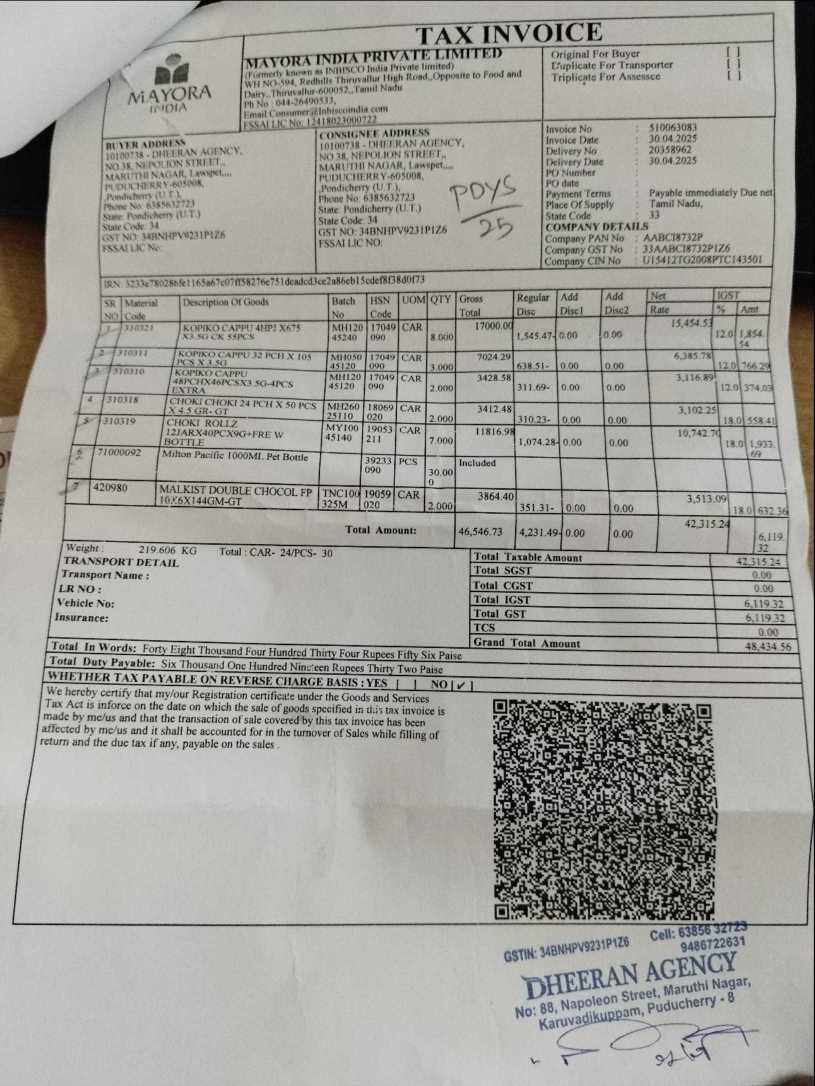 TAX INVOICE
MAYORA
INDIA
MAYORA INDIA PRIVATE LIMITED
(Formerly known as INBISCO India Private limited)
WH NO-594, Redhills Thiruvallur High Road,,Opposite to Food and
Dairy,,Thiruvallur-600052,,Tamil Nadu
Ph No : 044-26490533,
Email:Consumer@Inbiscoindia.com
FSSAI LIC No: 12418023000722
Original For Buyer [ ]
Duplicate For Transporter [ ]
Triplicate For Assessee [ ]
BUYER ADDRESS
10100738 - DHEERAN AGENCY,
NO.38, NEPOLION STREET,,
MARUTHI NAGAR, Lawspet,,,,
PUDUCHERRY-605008,
,Pondicherry (U.T.),
Phone No: 6385632723
State: Pondicherry (U.T.)
State Code: 34
GST NO: 34BNHPV9231P1Z6
FSSAI LIC No:
CONSIGNEE ADDRESS
10100738 - DHEERAN AGENCY,
NO.38, NEPOLION STREET,,
MARUTHI NAGAR, Lawspet,,,,
PUDUCHERRY-605008,
,Pondicherry (U.T.),
Phone No: 6385632723
State: Pondicherry (U.T.)
State Code: 34
GST NO: 34BNHPV9231P1Z6
FSSAI LIC NO:
PDYS
25
Invoice No : 510063083
Invoice Date : 30.04.2025
Delivery No : 20358962
Delivery Date : 30.04.2025
PO Number :
PO date :
Payment Terms : Payable immediately Due net
Place Of Supply : Tamil Nadu,
State Code : 33
COMPANY DETAILS
Company PAN No : AABCI8732P
Company GST No : 33AABCI8732P1Z6
Company CIN No : U15412TG2008PTC143501
IRN:
SR NO Material Code Description Of Goods Batch No HSN Code UOM QTY Gross Total Regular Disc Add Disc1 Add Disc2 Net Rate IGST % Amt
1 310321 KOPIKO CAPPU 4HPJ X675 X3.5G CK 55PCS MH120 45240 17049 090 CAR 8.000 17000.00 1,545.47- 0.00 0.00 15,454.53 12.0 1,854. 54
2 310311 KOPIKO CAPPU 32 PCH X 105 PCS X 3.5G MH050 45120 17049 090 CAR 3.000 7024.29 638.51- 0.00 0.00 6,385.78 12.0 766.29
3 310310 KOPIKO CAPPU 48PCHX46PCSX3.5G-4PCS EXTRA MH120 45120 17049 090 CAR 2.000 3428.58 311.69- 0.00 0.00 3,116.89 12.0 374.03
4 310318 CHOKI CHOKI 24 PCH X 50 PCS X 4.5 GR- GT MH260 25110 18069 020 CAR 2.000 3412.48 310.23- 0.00 0.00 3,102.25 18.0 558.41
5 310319 CHOKI ROLLZ 12JARX40PCX9G+FRE W BOTTLE MY100 45140 19053 211 CAR 7.000 11816.98 1,074.28- 0.00 0.00 10,742.70 18.0 1,933. 69
6 71000092 Milton Pacific 1000ML Pet Bottle 39233 090 PCS 30.00 0 Included
7 420980 MALKIST DOUBLE CHOCOL FP 10X6X144GM-GT TNC100 325M 19059 020 CAR 2.000 3864.40 351.31- 0.00 0.00 3,513.09 18.0 632.36
Total Amount: 46,546.73 4,231.49- 0.00 0.00 42,315.24 6,119. 32
Weight : 219.606 KG Total : CAR- 24/PCS- 30
TRANSPORT DETAIL
Transport Name :
LR NO :
Vehicle No:
Insurance:
Total Taxable Amount 42,315.24
Total SGST 0.00
Total CGST 0.00
Total IGST 6,119.32
Total GST 6,119.32
TCS 0.00
Grand Total Amount 48,434.56
Total In Words: Forty Eight Thousand Four Hundred Thirty Four Rupees Fifty Six Paise
Total Duty Payable: Six Thousand One Hundred Nineteen Rupees Thirty Two Paise
WHETHER TAX PAYABLE ON REVERSE CHARGE BASIS : YES [ ] NO [✓]
We hereby certify that my/our Registration certificate under the Goods and Services
Tax Act is inforce on the date on which the sale of goods specified in this tax invoice is
made by me/us and that the transaction of sale covered by this tax invoice has been
affected by me/us and it shall be accounted for in the turnover of Sales while filling of
return and the due tax if any, payable on the sales .
GSTIN: 34BNHPV9231P1Z6 Cell: 63856 32723
9486722631
DHEERAN AGENCY
No: 88, Napoleon Street, Maruthi Nagar,
Karuvadikuppam, Puducherry - 8